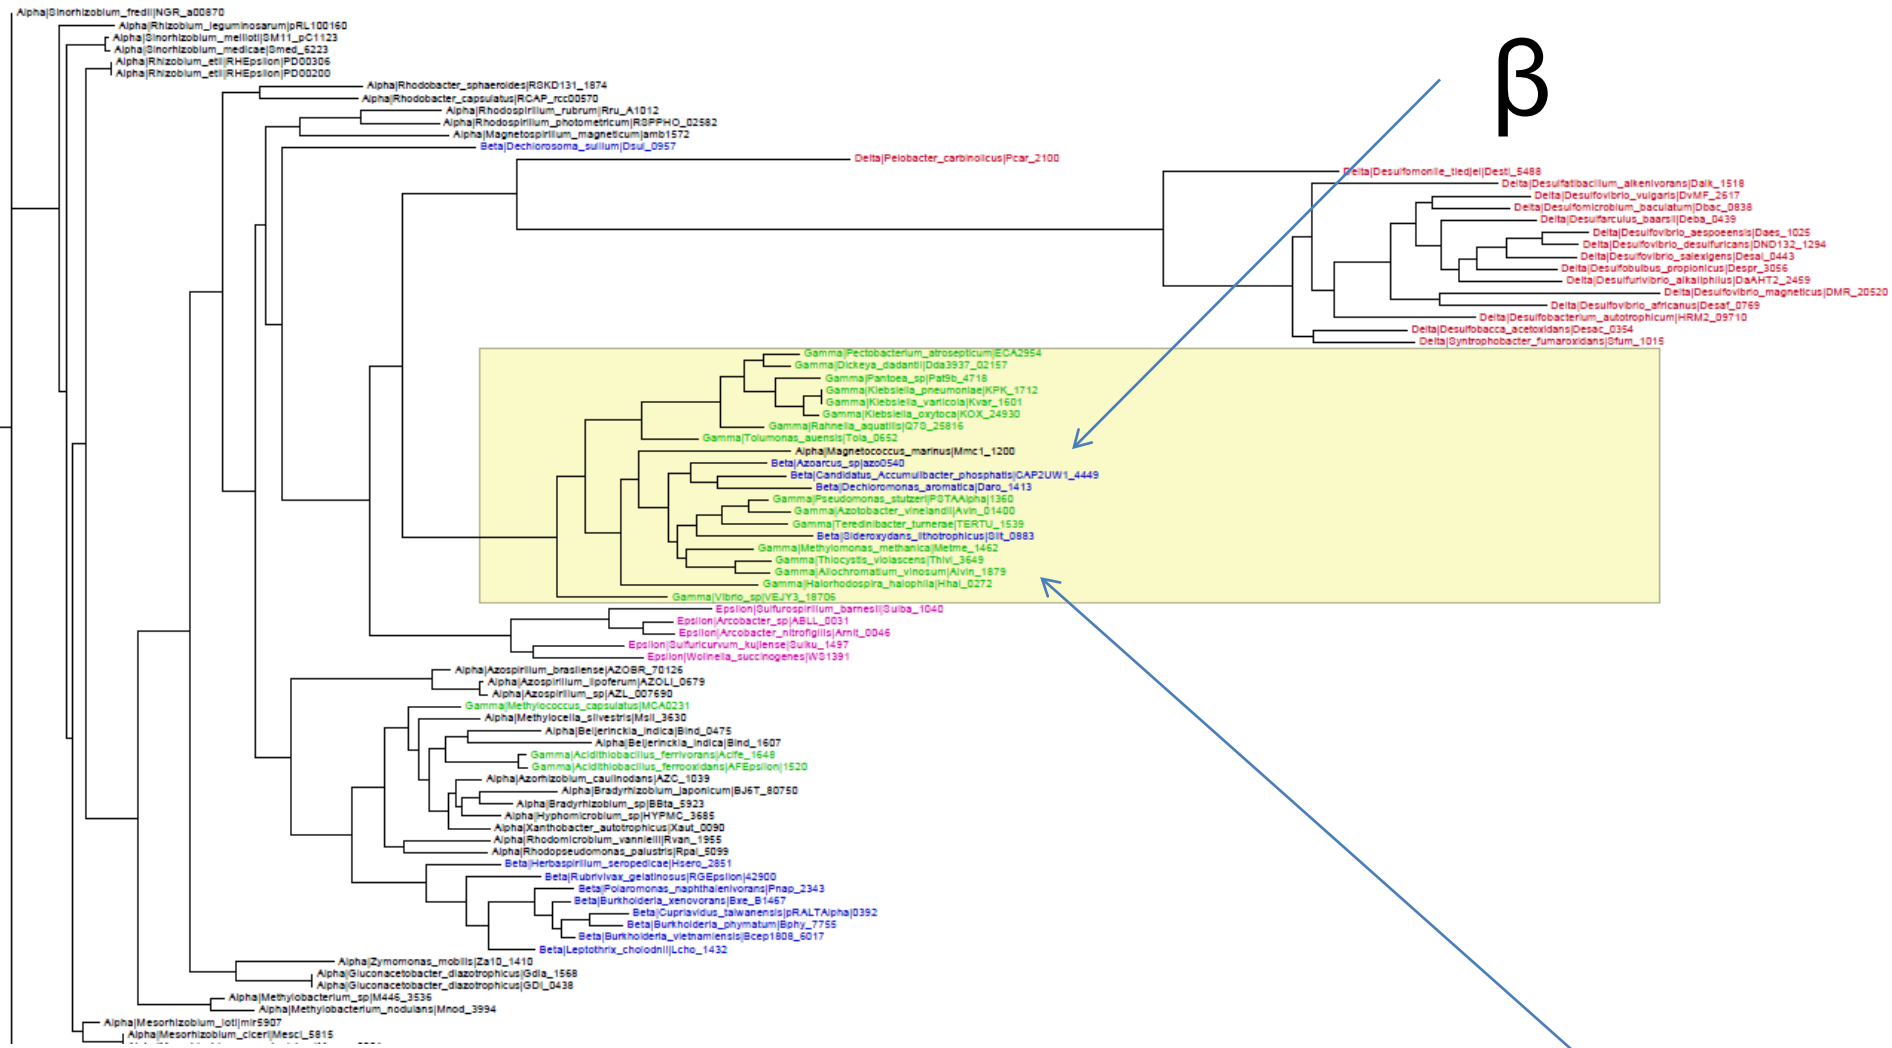 Alpha|Sinorhizobium_fredii|NGR_a00870
Alpha|Rhizobium_leguminosarum|pRL100160
Alpha|Sinorhizobium_meliloti|SM11_pC1123
Alpha|Sinorhizobium_medicae|Smed_6223
Alpha|Rhizobium_etli|RHEpsilon|PD00306
Alpha|Rhizobium_etli|RHEpsilon|PD00200
Alpha|Rhodobacter_sphaeroides|RSKD131_1874
Alpha|Rhodobacter_capsulatus|RCAP_rcc00570
Alpha|Rhodospirillum_rubrum|Rru_A1012
Alpha|Rhodospirillum_photometricum|RSPPHO_02582
Alpha|Magnetospirillum_magneticum|amb1572
Beta|Dechlorosoma_suillum|Dsul_0957
β
Delta|Pelobacter_carbinolicus|Pcar_2100
Delta|Desulfomonile_tiedjei|Desti_5488
Delta|Desulfatibacillum_alkenivorans|Dalk_1518
Delta|Desulfovibrio_vulgaris|DvMF_2617
Delta|Desulfomicrobium_baculatum|Dbac_0838
Delta|Desulfarculus_baarsii|Deba_0439
Delta|Desulfovibrio_aespoeensis|Daes_1025
Delta|Desulfovibrio_desulfuricans|DND132_1294
Delta|Desulfovibrio_salexigens|Desal_0443
Delta|Desulfobulbus_propionicus|Despr_3056
Delta|Desulfurivibrio_alkaliphilus|DaAHT2_2459
Delta|Desulfovibrio_magneticus|DMR_20520
Delta|Desulfovibrio_africanus|Desaf_0769
Delta|Desulfobacterium_autotrophicum|HRM2_09710
Delta|Desulfobacca_acetoxidans|Desac_0354
Delta|Syntrophobacter_fumaroxidans|Sfum_1015
Gamma|Pectobacterium_atrosepticum|ECA2954
Gamma|Dickeya_dadantii|Dda3937_02157
Gamma|Pantoea_sp|Pat9b_4718
Gamma|Klebsiella_pneumoniae|KPK_1712
Gamma|Klebsiella_variicola|Kvar_1601
Gamma|Klebsiella_oxytoca|KOX_24930
Gamma|Rahnella_aquatilis|Q7S_25816
Gamma|Tolumonas_auensis|Tola_0652
Alpha|Magnetococcus_marinus|Mmc1_1200
Beta|Azoarcus_sp|azo0540
Beta|Candidatus_Accumulibacter_phosphatis|CAP2UW1_4449
Beta|Dechloromonas_aromatica|Daro_1413
Gamma|Pseudomonas_stutzeri|PSTAAlpha|1360
Gamma|Azotobacter_vinelandii|Avin_01400
Gamma|Teredinibacter_turnerae|TERTU_1539
Beta|Sideroxydans_lithotrophicus|Slit_0883
Gamma|Methylomonas_methanica|Metme_1462
Gamma|Thiocystis_violascens|Thivi_3649
Gamma|Allochromatium_vinosum|Alvin_1879
Gamma|Halorhodospira_halophila|Hhal_0272
Gamma|Vibrio_sp|VEJY3_18706
Epsilon|Sulfurospirillum_barnesii|Sulba_1040
Epsilon|Arcobacter_sp|ABLL_0031
Epsilon|Arcobacter_nitrofigilis|Arnit_0046
Epsilon|Sulfuricurvum_kujiense|Sulku_1497
Epsilon|Wolinella_succinogenes|WS1391
Alpha|Azospirillum_brasilense|AZOBR_70126
Alpha|Azospirillum_lipoferum|AZOLI_0679
Alpha|Azospirillum_sp|AZL_007690
Gamma|Methylococcus_capsulatus|MCA0231
Alpha|Methylocella_silvestris|Msil_3630
Alpha|Beijerinckia_indica|Bind_0475
Alpha|Beijerinckia_indica|Bind_1607
Gamma|Acidithiobacillus_ferrivorans|Acife_1648
Gamma|Acidithiobacillus_ferrooxidans|AFEpsilon|1520
Alpha|Azorhizobium_caulinodans|AZC_1039
Alpha|Bradyrhizobium_japonicum|BJ6T_80750
Alpha|Bradyrhizobium_sp|BBta_5923
Alpha|Hyphomicrobium_sp|HYPMC_3685
Alpha|Xanthobacter_autotrophicus|Xaut_0090
Alpha|Rhodomicrobium_vannielii|Rvan_1955
Alpha|Rhodopseudomonas_palustris|Rpal_5099
Beta|Herbaspirillum_seropedicae|Hsero_2851
Beta|Rubrivivax_gelatinosus|RGEpsilon|42900
Beta|Polaromonas_naphthalenivorans|Pnap_2343
Beta|Burkholderia_xenovorans|Bxe_B1467
Beta|Cupriavidus_taiwanensis|pRALTAlpha|0392
Beta|Burkholderia_phymatum|Bphy_7755
Beta|Burkholderia_vietnamiensis|Bcep1808_6017
Beta|Leptothrix_cholodnii|Lcho_1432
Alpha|Zymomonas_mobilis|Za10_1410
Alpha|Gluconacetobacter_diazotrophicus|Gdia_1568
Alpha|Gluconacetobacter_diazotrophicus|GDI_0438
Alpha|Methylobacterium_sp|M446_3536
Alpha|Methylobacterium_nodulans|Mnod_3994
Alpha|Mesorhizobium_loti|mlr5907
Alpha|Mesorhizobium_ciceri|Mesci_5815